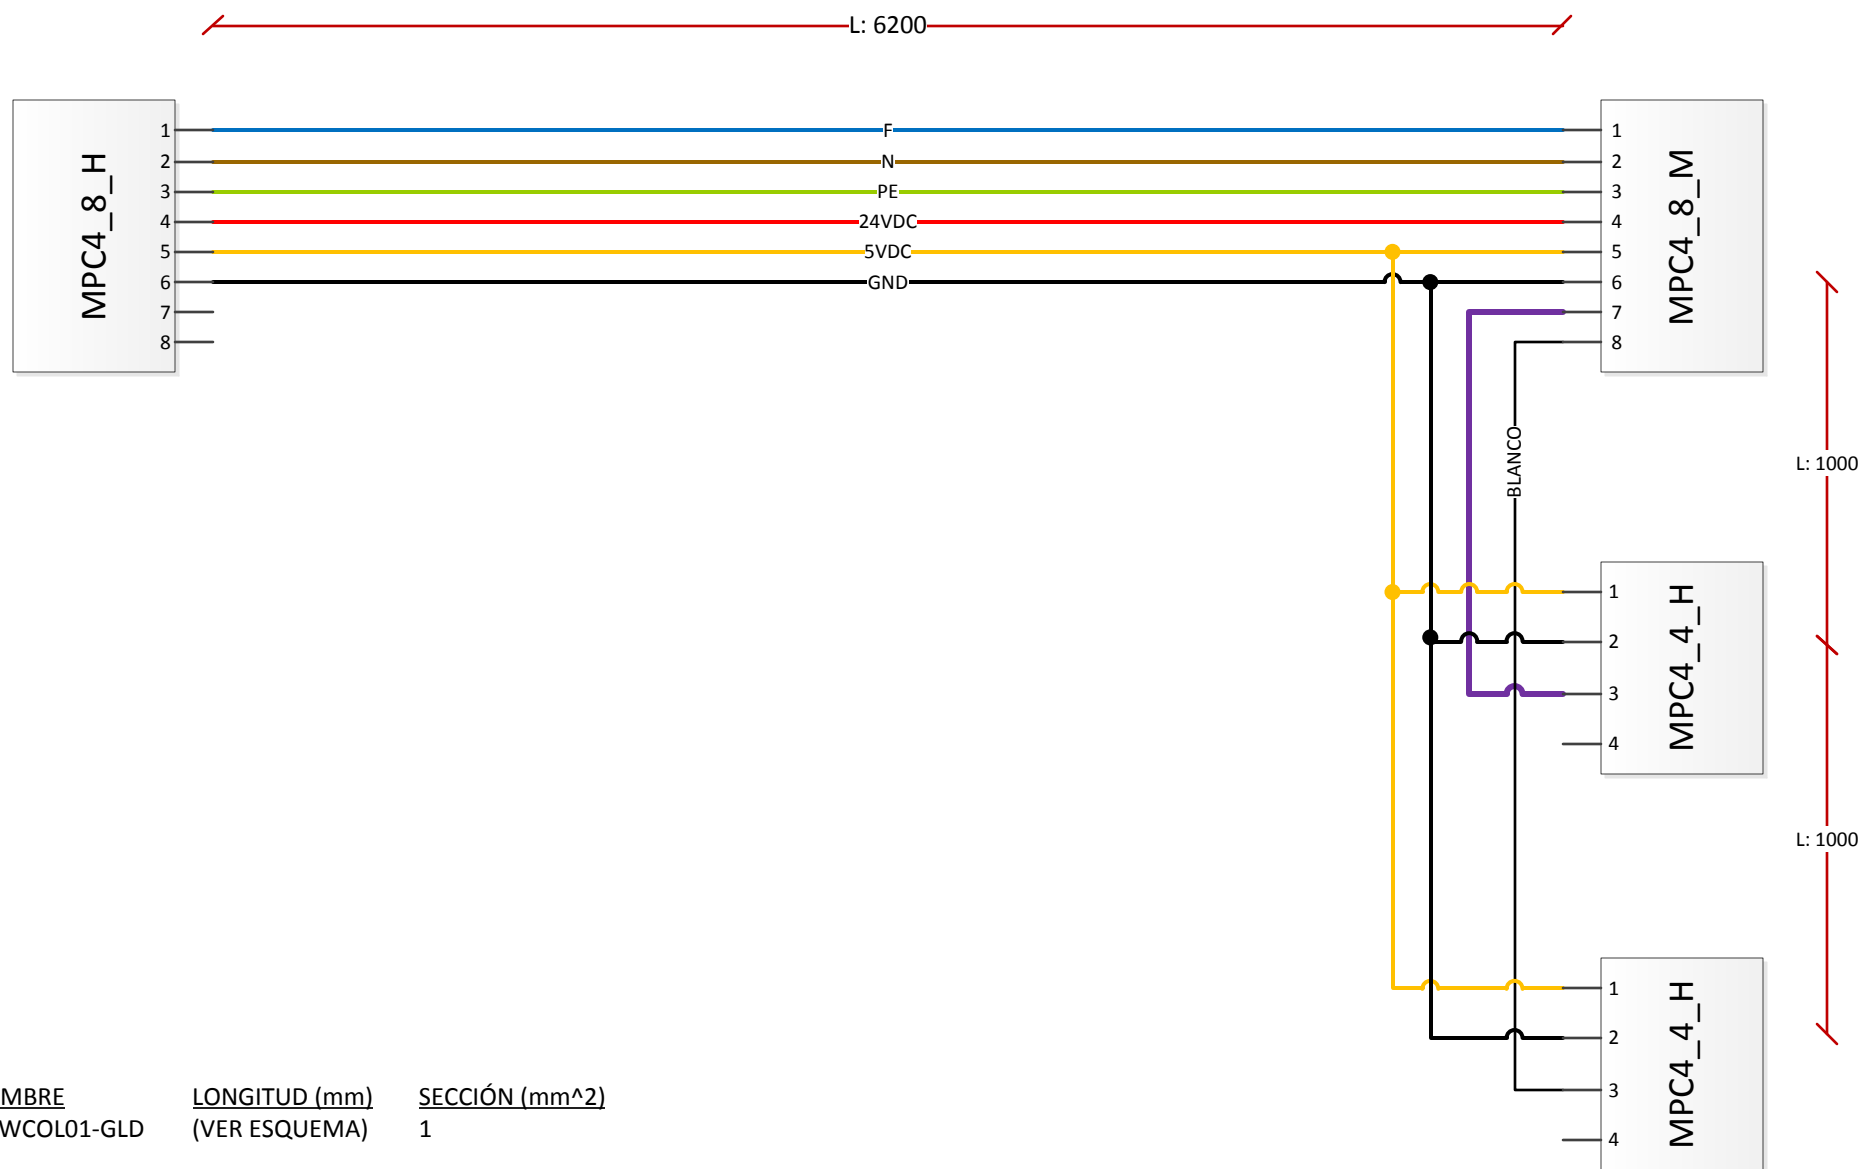 L: 6200
MPC4_8_H
1
2
3
4
5
6
7
8
F
N
PE
24VDC
5VDC
GND
MPC4_8_M
1
2
3
4
5
6
7
8
BLANCO
L: 1000
MPC4_4_H
1
2
3
4
L: 1000
MPC4_4_H
1
2
3
4
MBRE LONGITUD (mm) SECCIÓN (mm^2)
WCOL01-GLD (VER ESQUEMA) 1